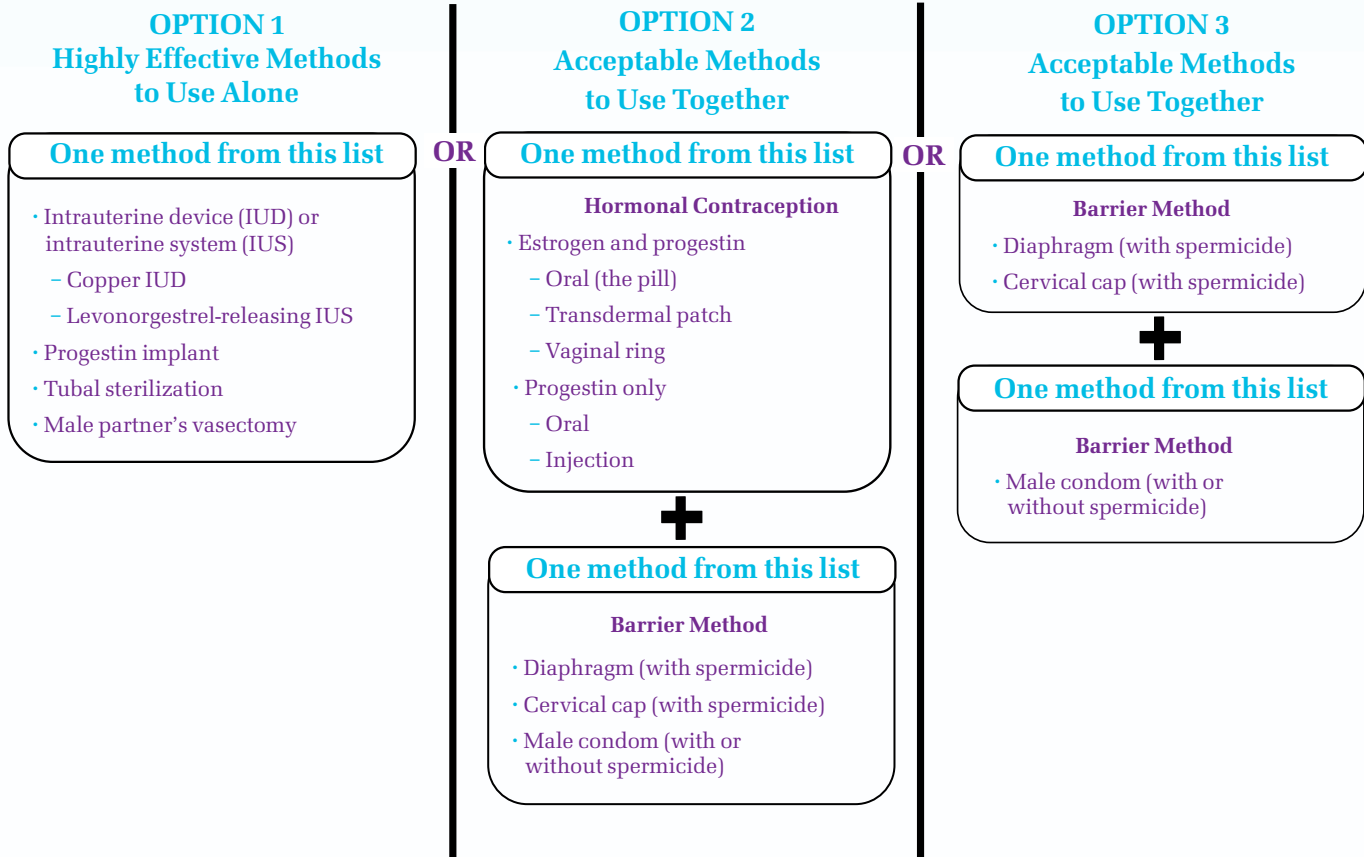 OPTION 1
Highly Effective Methods
to Use Alone
One method from this list
· Intrauterine device (IUD) or
intrauterine system (IUS)
– Copper IUD
– Levonorgestrel-releasing IUS
· Progestin implant
· Tubal sterilization
· Male partner’s vasectomy
OR
OPTION 2
Acceptable Methods
to Use Together
One method from this list
Hormonal Contraception
· Estrogen and progestin
– Oral (the pill)
– Transdermal patch
– Vaginal ring
· Progestin only
– Oral
– Injection
+
One method from this list
Barrier Method
· Diaphragm (with spermicide)
· Cervical cap (with spermicide)
· Male condom (with or
without spermicide)
OR
OPTION 3
Acceptable Methods
to Use Together
One method from this list
Barrier Method
· Diaphragm (with spermicide)
· Cervical cap (with spermicide)
+
One method from this list
Barrier Method
· Male condom (with or
without spermicide)